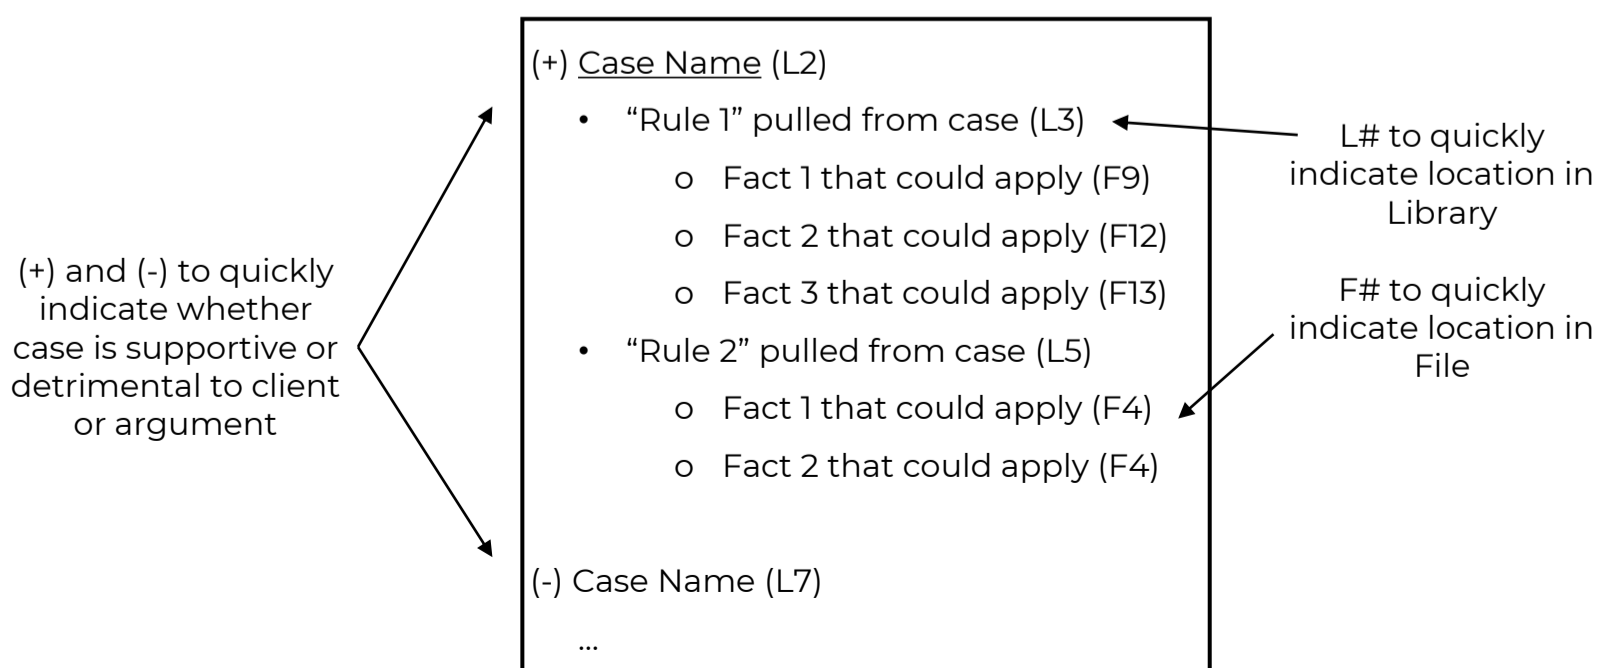 (+) Case Name (L2)
• “Rule 1” pulled from case (L3)
o Fact 1 that could apply (F9)
o Fact 2 that could apply (F12)
o Fact 3 that could apply (F13)
• “Rule 2” pulled from case (L5)
o Fact 1 that could apply (F4)
o Fact 2 that could apply (F4)
(-) Case Name (L7)
...
(+) and (-) to quickly
indicate whether
case is supportive or
detrimental to client
or argument
L# to quickly
indicate location in
Library
F# to quickly
indicate location in
File